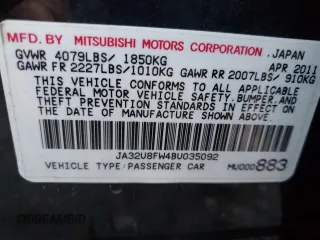 MFD. BY MITSUBISHI MOTORS CORPORATION, JAPAN
GVWR 4079LBS/ 1850KG APR 2011
GAWR FR 2227LBS/1010KG GAWR RR 2007LBS/ 910KG
THIS VEHICLE CONFORMS TO ALL APPLICABLE
FEDERAL MOTOR VEHICLE SAFETY, BUMPER, AND
THEFT PREVENTION STANDARDS IN EFFECT ON THE
DATE OF MANUFACTURE SHOWN ABOVE.
JA32U8FW4BU035092
VEHICLE TYPE: PASSENGER CAR MU000883